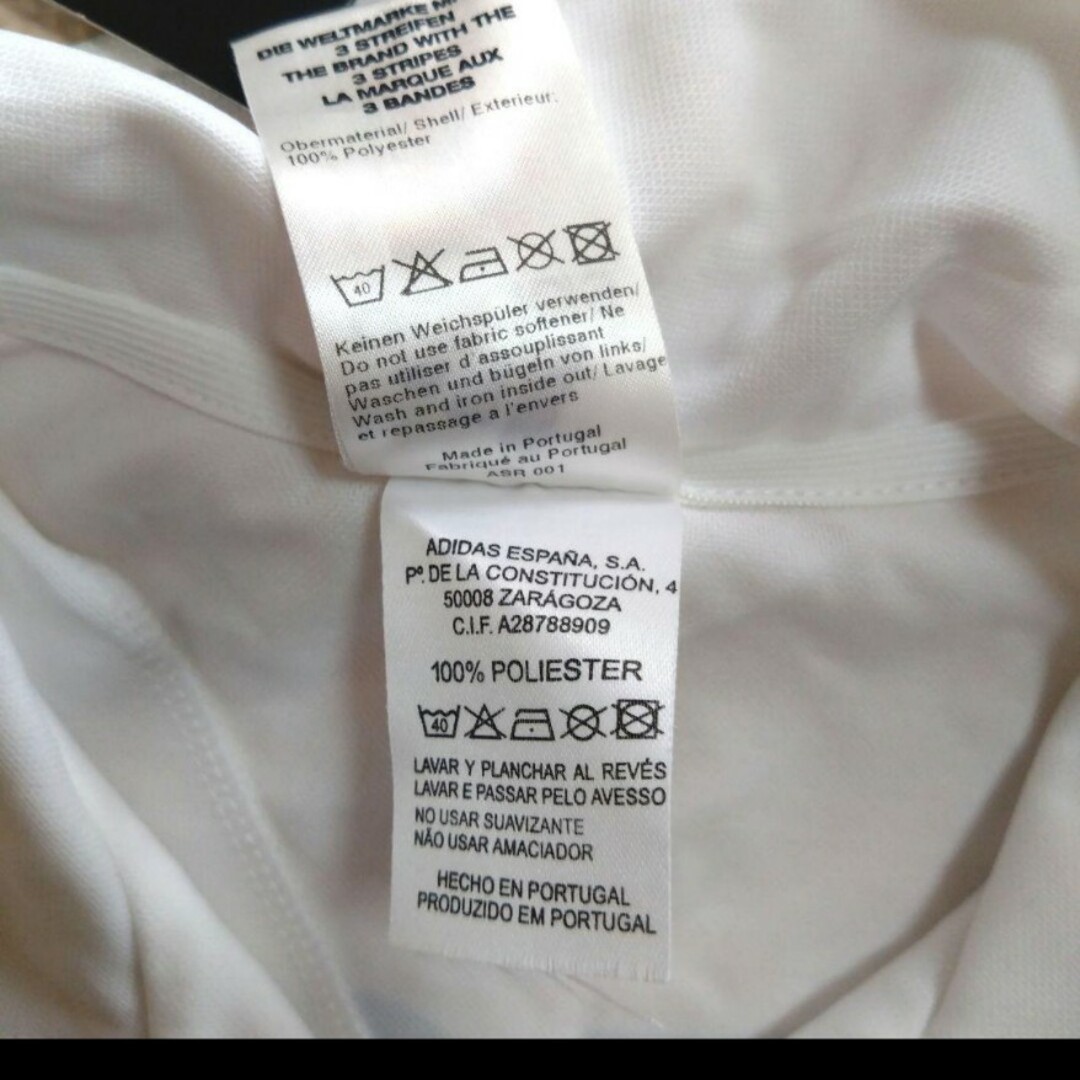 DIE WELTMARKE
3 STREIFEN
THE BRAND WITH THE
3 STRIPES
LA MARQUE AUX
3 BANDES
Obermaterial/ Shell/ Exterieur:
100% Polyester
40
Keinen Weichspüler verwenden/
Do not use fabric softener/ Ne
pas utiliser d'assouplissant
Waschen und bügeln von links/
Wash and iron inside out/ Lavage
et repassage a l'envers
Made in Portugal
Fabriqué au Portugal
ASR 001
ADIDAS ESPAÑA, S.A.
Pº. DE LA CONSTITUCIÓN, 4
50008 ZARÁGOZA
C.I.F. A28788909
100% POLIESTER
40
LAVAR Y PLANCHAR AL REVÉS
LAVAR E PASSAR PELO AVESSO
NO USAR SUAVIZANTE
NÃO USAR AMACIADOR
HECHO EN PORTUGAL
PRODUZIDO EM PORTUGAL